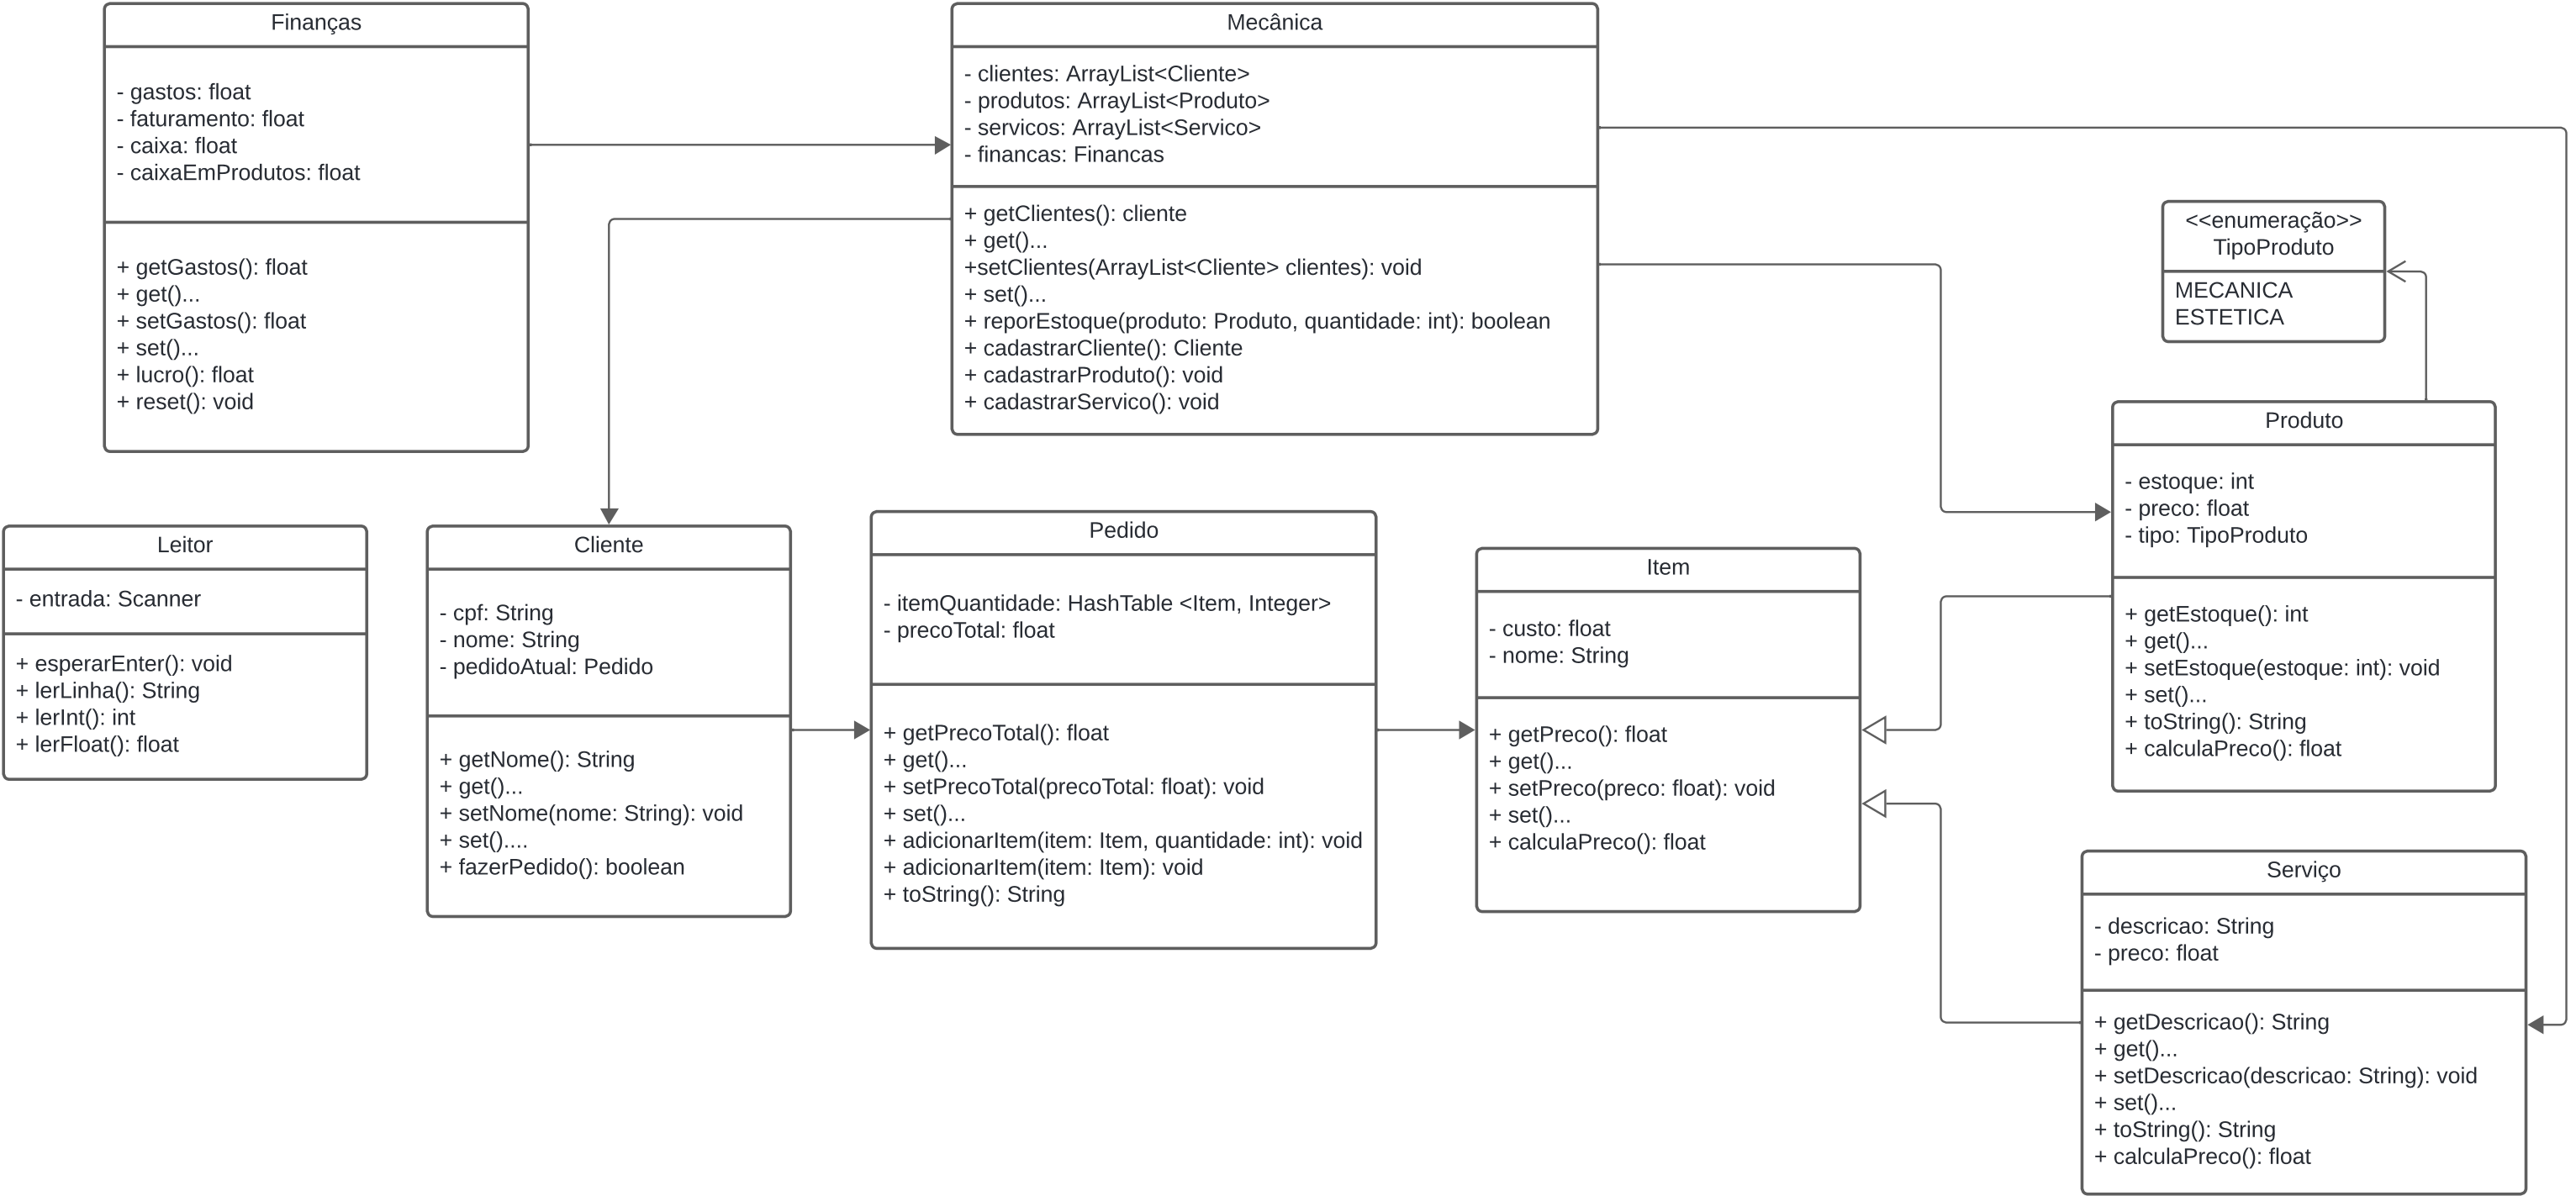 Finanças
- gastos: float
- faturamento: float
- caixa: float
- caixaEmProdutos: float
+ getGastos(): float
+ get()...
+ setGastos(): float
+ set()...
+ lucro(): float
+ reset(): void
Mecânica
- clientes: ArrayList<Cliente>
- produtos: ArrayList<Produto>
- servicos: ArrayList<Servico>
- financas: Financas
+ getClientes(): cliente
+ get()...
+setClientes(ArrayList<Cliente> clientes): void
+ set()...
+ reporEstoque(produto: Produto, quantidade: int): boolean
+ cadastrarCliente(): Cliente
+ cadastrarProduto(): void
+ cadastrarServico(): void
<<enumeração>>
TipoProduto
MECANICA
ESTETICA
Produto
- estoque: int
- preco: float
- tipo: TipoProduto
+ getEstoque(): int
+ get()...
+ setEstoque(estoque: int): void
+ set()...
+ toString(): String
+ calculaPreco(): float
Leitor
- entrada: Scanner
+ esperarEnter(): void
+ lerLinha(): String
+ lerInt(): int
+ lerFloat(): float
Cliente
- cpf: String
- nome: String
- pedidoAtual: Pedido
+ getNome(): String
+ get()...
+ setNome(nome: String): void
+ set()....
+ fazerPedido(): boolean
Pedido
- itemQuantidade: HashTable <Item, Integer>
- precoTotal: float
+ getPrecoTotal(): float
+ get()...
+ setPrecoTotal(precoTotal: float): void
+ set()...
+ adicionarItem(item: Item, quantidade: int): void
+ adicionarItem(item: Item): void
+ toString(): String
Item
- custo: float
- nome: String
+ getPreco(): float
+ get()...
+ setPreco(preco: float): void
+ set()...
+ calculaPreco(): float
Serviço
- descricao: String
- preco: float
+ getDescricao(): String
+ get()...
+ setDescricao(descricao: String): void
+ set()...
+ toString(): String
+ calculaPreco(): float